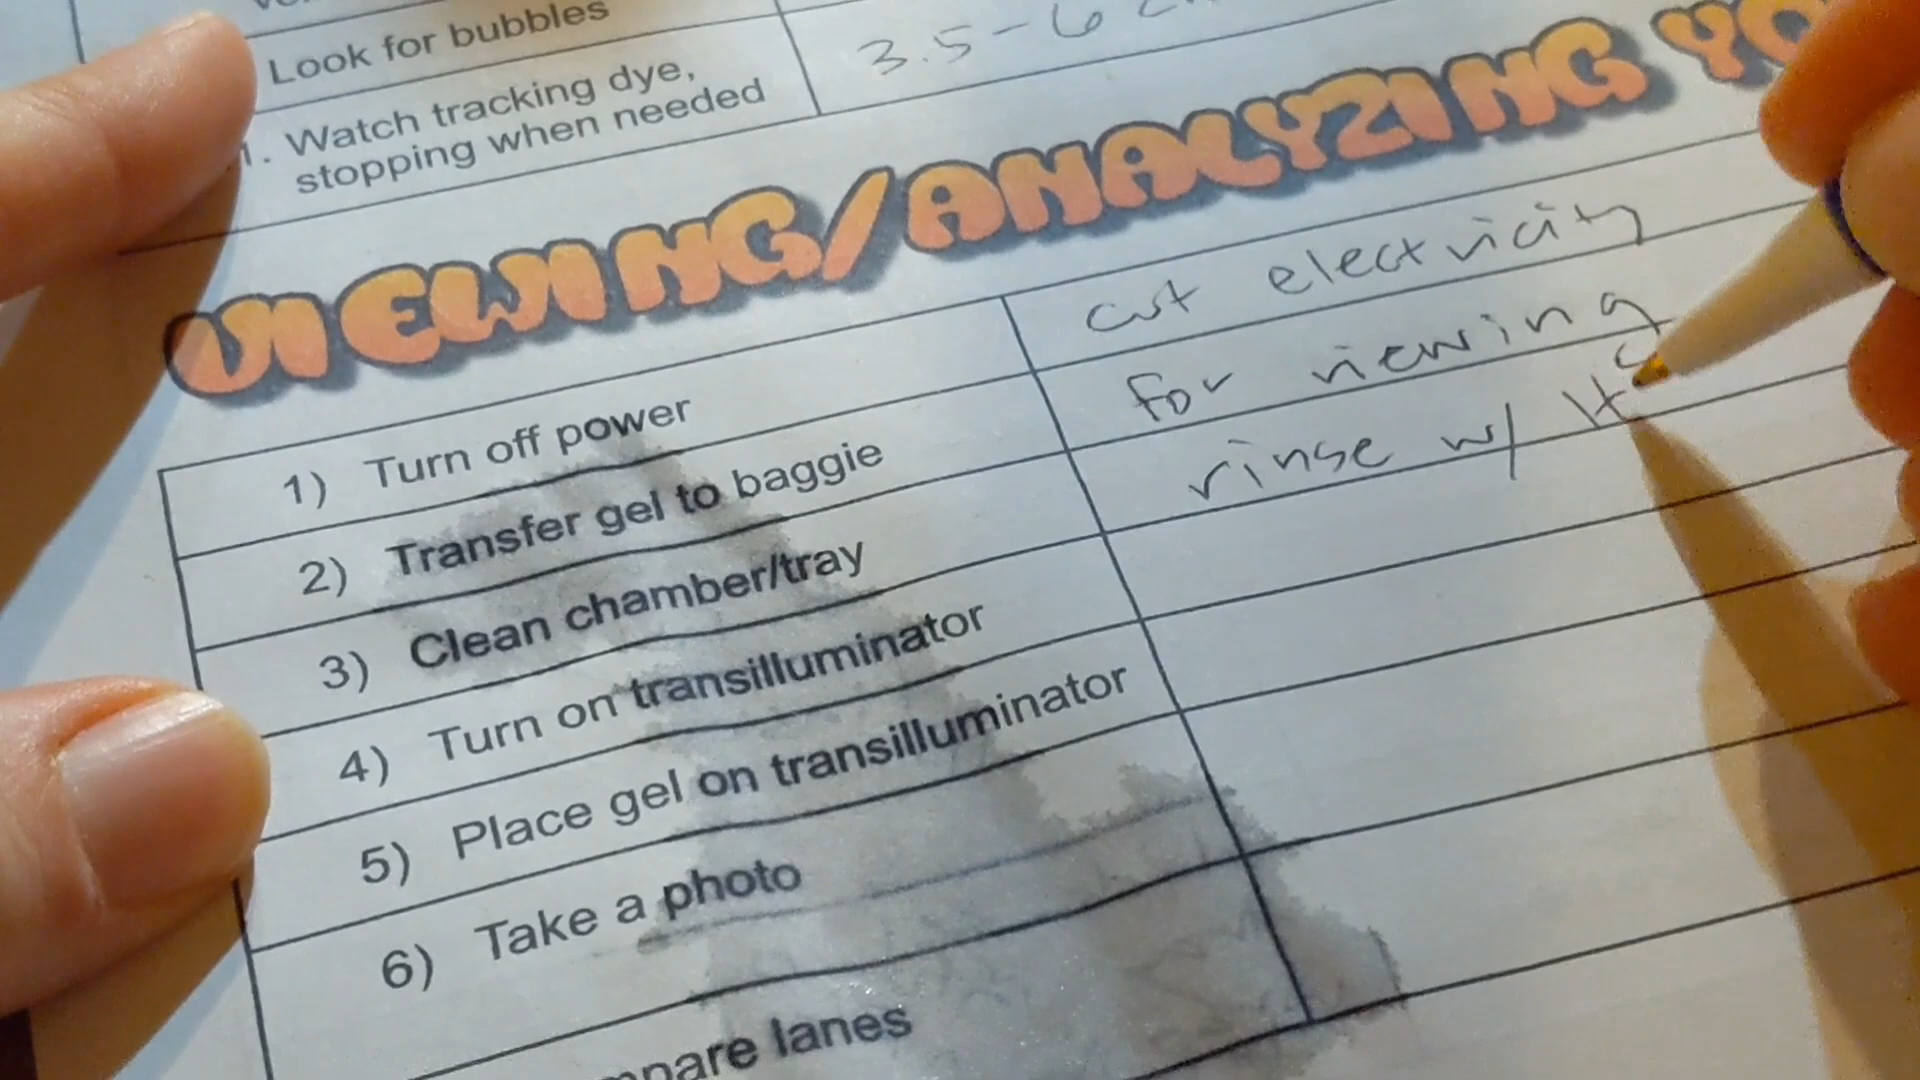 Look for bubbles
1. Watch tracking dye,
stopping when needed
3.5-6
VIEWING/ANALYZING
1) Turn off power
cut electricity
2) Transfer gel to baggie
for viewing
3) Clean chamber/tray
rinse w/
4) Turn on transilluminator
5) Place gel on transilluminator
6) Take a photo
lanes